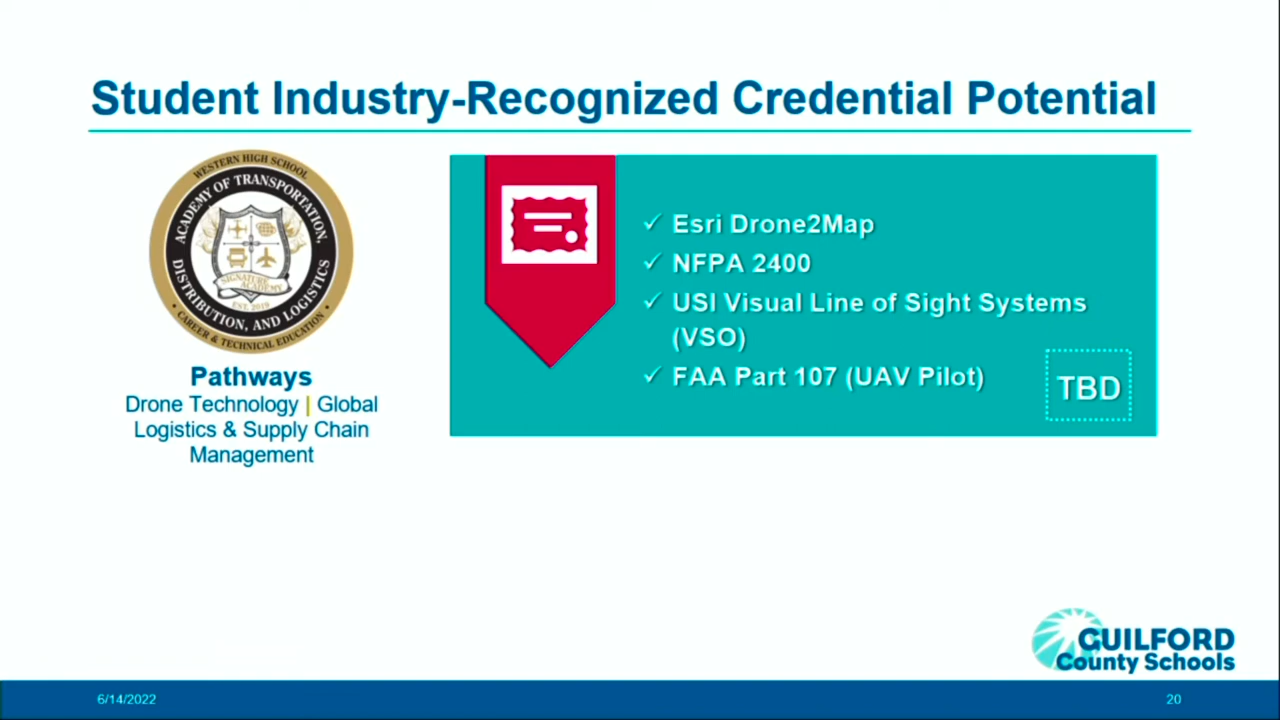 Student Industry-Recognized Credential Potential
WESTERN HIGH SCHOOL
ACADEMY OF TRANSPORTATION,
DISTRIBUTION, AND LOGISTICS
SIGNATURE
ACADEMY
EST. 2019
• CAREER & TECHNICAL EDUCATION •
Pathways
Drone Technology | Global
Logistics & Supply Chain
Management
✓ Esri Drone2Map
✓ NFPA 2400
✓ USI Visual Line of Sight Systems
(VSO)
✓ FAA Part 107 (UAV Pilot)
TBD
GUILFORD
County Schools
6/14/2022
20